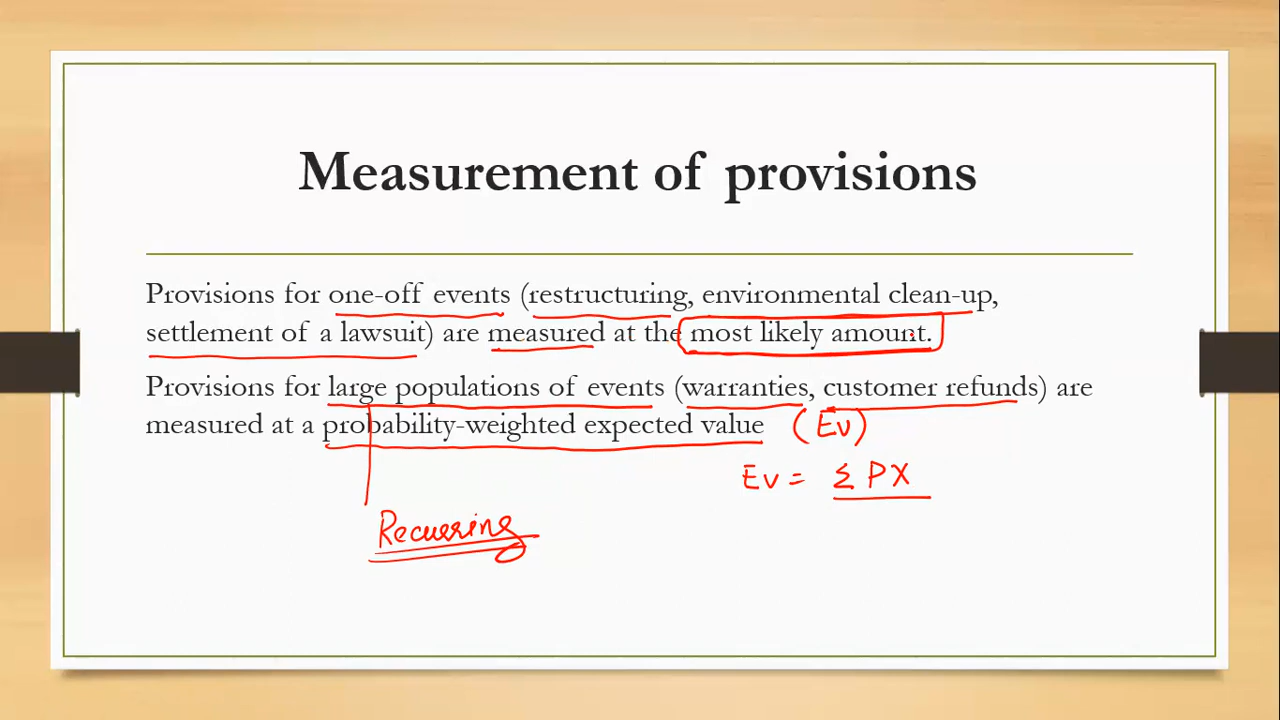 Measurement of provisions
Provisions for one-off events (restructuring, environmental clean-up,
settlement of a lawsuit) are measured at the most likely amount.
Provisions for large populations of events (warranties, customer refunds) are
measured at a probability-weighted expected value (EV)
EV = Σ PX
Recurring